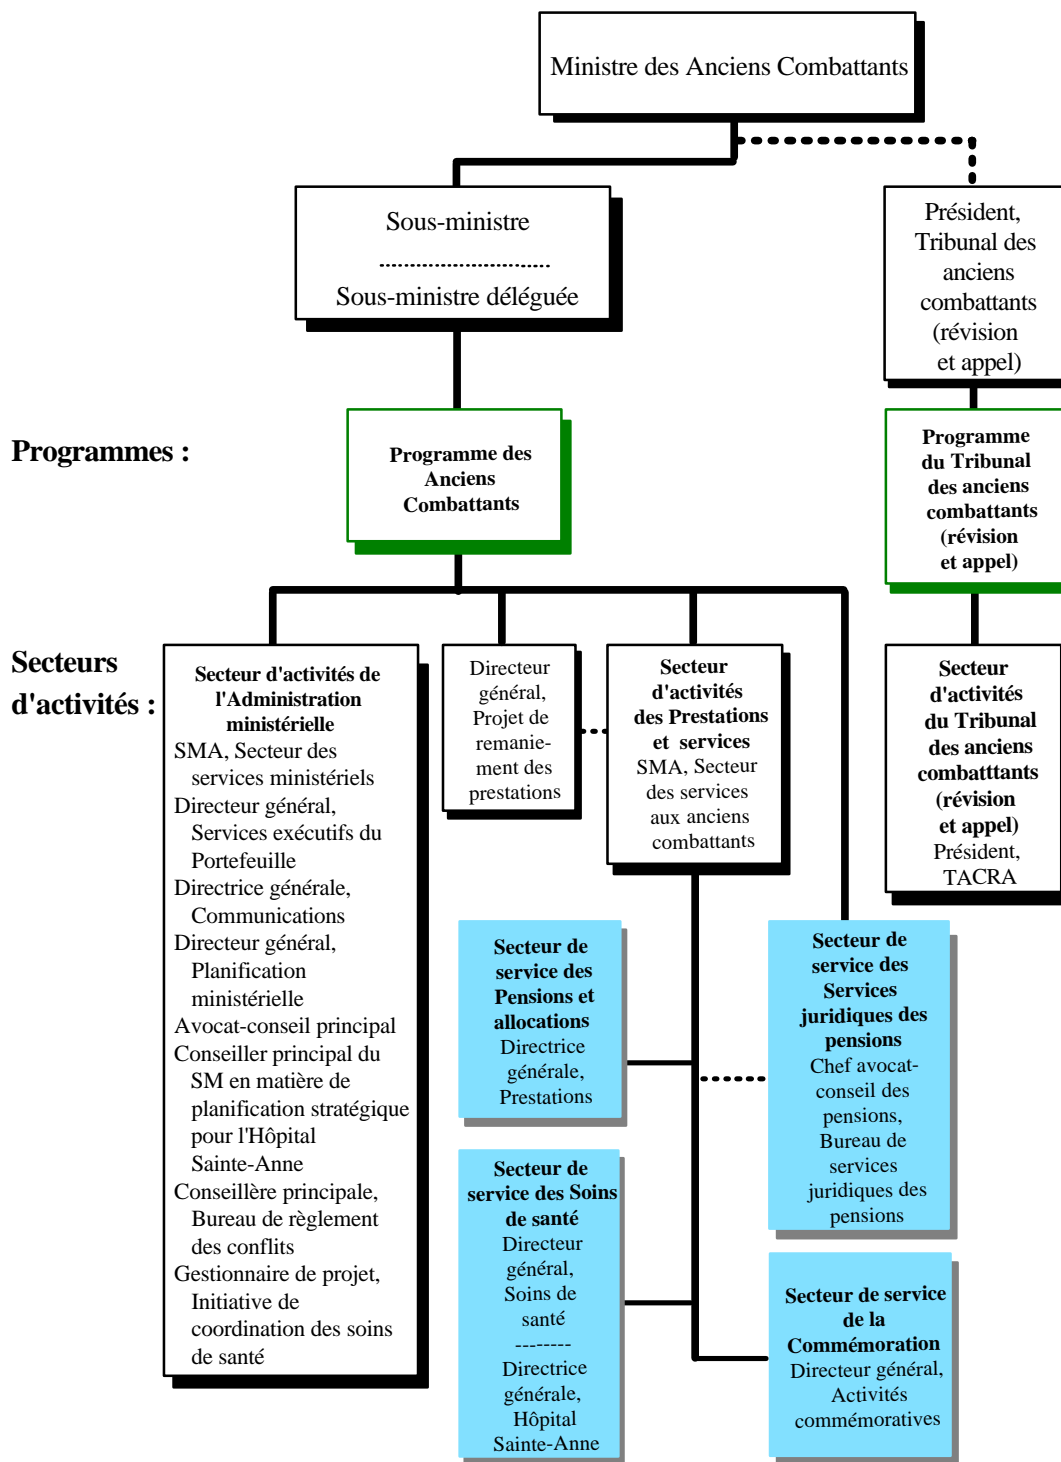 Ministre des Anciens Combattants
Sous-ministre
Sous-ministre déléguée
Président,
Tribunal des
anciens
combattants
(révision
et appel)
Programmes :
Programme des
Anciens
Combattants
Programme
du Tribunal
des anciens
combattants
(révision
et appel)
Secteurs
d'activités :
Secteur d'activités de
l'Administration
ministérielle
SMA, Secteur des
services ministériels
Directeur général,
Services exécutifs du
Portefeuille
Directrice générale,
Communications
Directeur général,
Planification
ministérielle
Avocat-conseil principal
Conseiller principal du
SM en matière de
planification stratégique
pour l'Hôpital
Sainte-Anne
Conseillère principale,
Bureau de règlement
des conflits
Gestionnaire de projet,
Initiative de
coordination des soins
de santé
Directeur
général,
Projet de
remanie-
ment des
prestations
Secteur
d'activités
des Prestations
et services
SMA, Secteur
des services
aux anciens
combattants
Secteur
d'activités
du Tribunal
des anciens
combatttants
(révision
et appel)
Président,
TACRA
Secteur de
service des
Pensions et
allocations
Directrice
générale,
Prestations
Secteur de
service des
Services
juridiques des
pensions
Chef avocat-
conseil des
pensions,
Bureau de
services
juridiques des
pensions
Secteur de
service des Soins
de santé
Directeur
général,
Soins de
santé
--------
Directrice
générale,
Hôpital
Sainte-Anne
Secteur de service
de la
Commémoration
Directeur général,
Activités
commémoratives